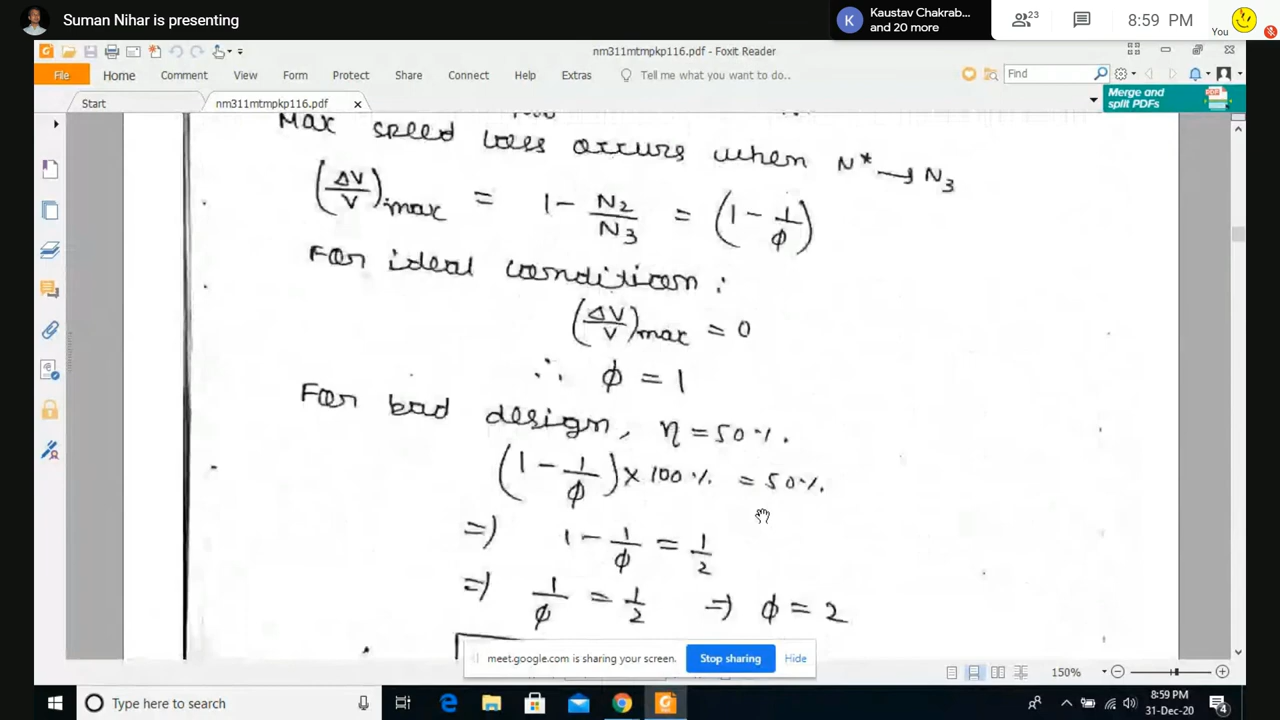 Suman Nihar is presenting
K
Kaustav Chakrab...
and 20 more
23
8:59 PM
You
nm311mtmpkp116.pdf - Foxit Reader
File Home Comment View Form Protect Share Connect Help Extras Tell me what you want to do.. Find
Start nm311mtmpkp116.pdf
Merge and
split PDFs
Max speed loss occurs when N* → N₃
(ΔV/V)max = 1 - N₂/N₃ = (1 - 1/φ)
For ideal condition :
(ΔV/V)max = 0
∴ φ = 1
For bad design, η = 50%.
(1 - 1/φ) × 100% = 50%.
⇒) 1 - 1/φ = 1/2
⇒) 1/φ = 1/2 ⇒) φ = 2
meet.google.com is sharing your screen. Stop sharing Hide
150%
Type here to search
8:59 PM
31-Dec-20
4